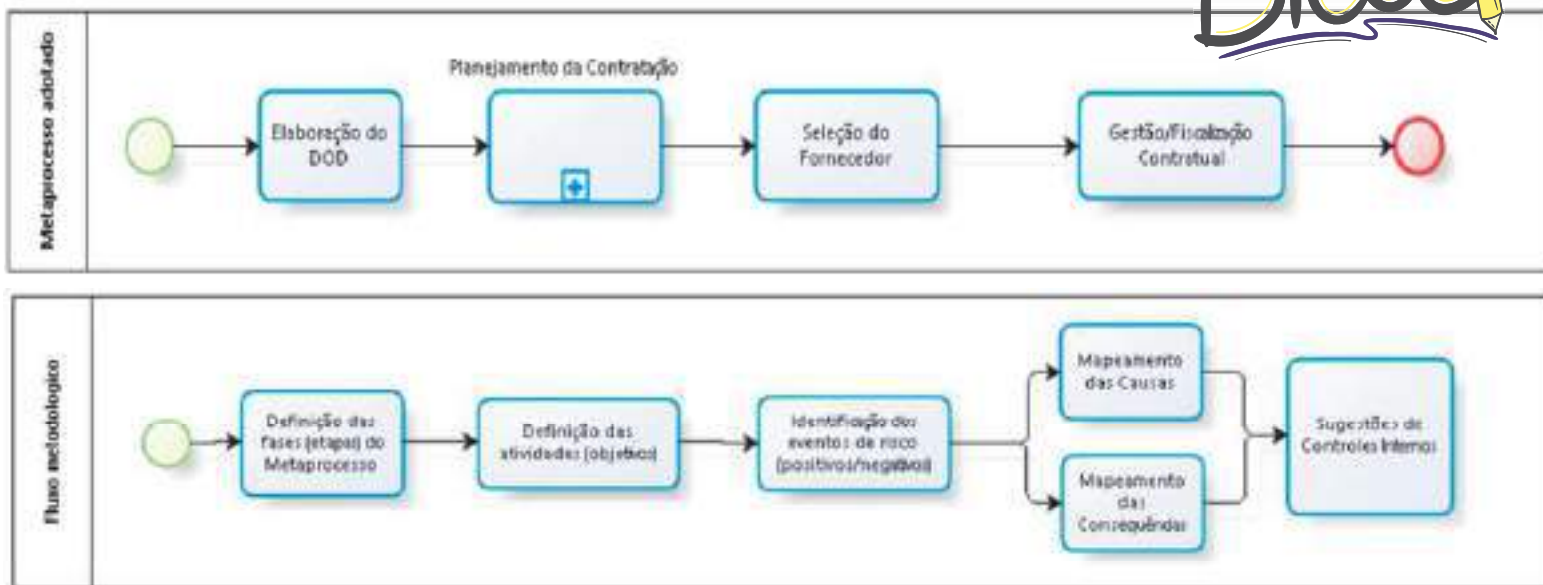 Metaprocesso adotado
Elaboração do
DOD
Planejamento da Contratação
Seleção do
Fornecedor
Gestão/Fiscalização
Contratual
Fluxo metodologico
Definição das
fases (etapas) do
Metaprocesso
Definição das
atividades (objetivos)
Identificação dos
eventos de risco
(positivos/negativos)
Mapeamento
das Causas
Mapeamento
das
Consequências
Sugestões de
Controles Internos